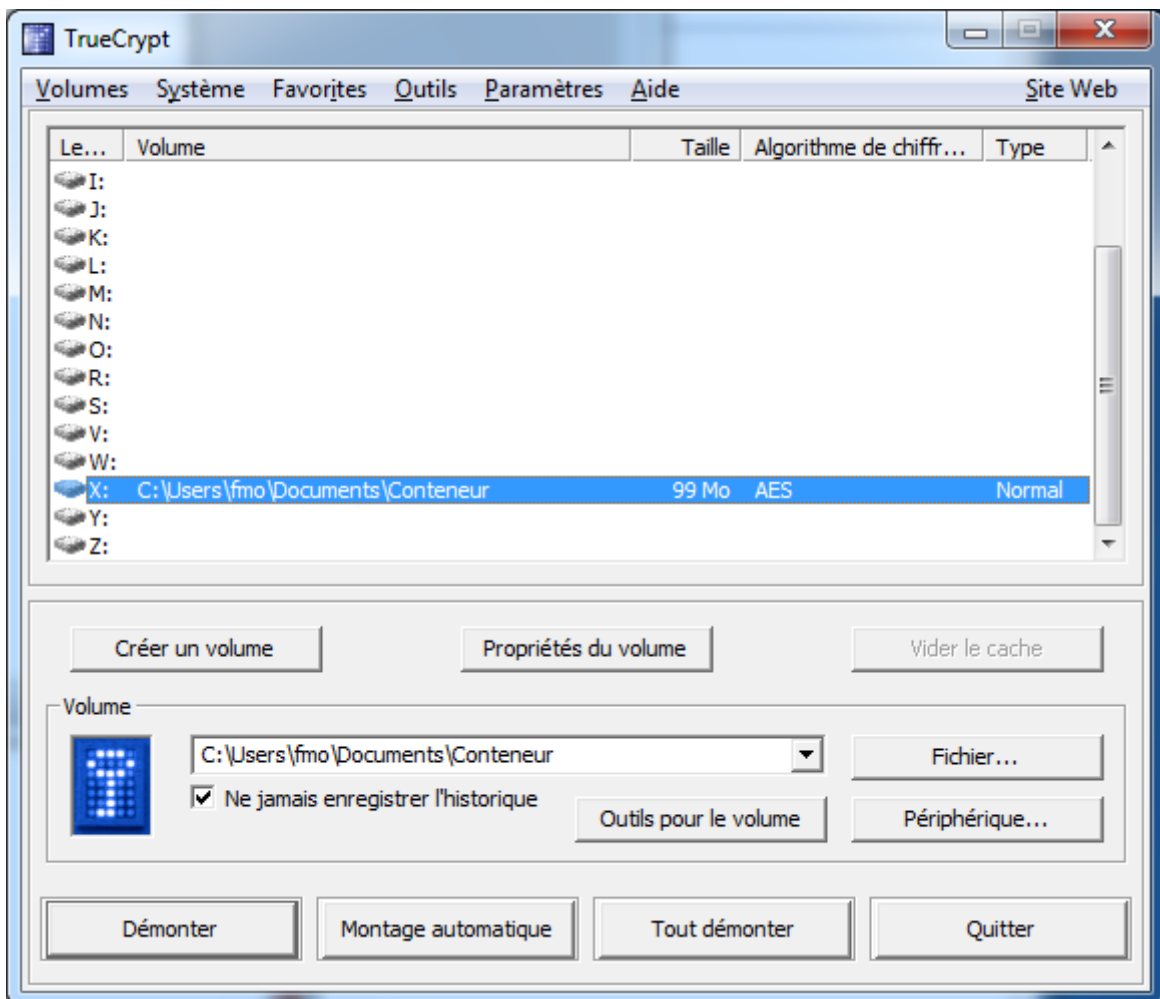 TrueCrypt
Volumes Système Favorites Outils Paramètres Aide Site Web
Le... Volume Taille Algorithme de chiffr... Type
I:
J:
K:
L:
M:
N:
O:
R:
S:
V:
W:
X: C:\Users\fmo\Documents\Conteneur 99 Mo AES Normal
Y:
Z:
Créer un volume Propriétés du volume Vider le cache
Volume
C:\Users\fmo\Documents\Conteneur Fichier...
Ne jamais enregistrer l'historique
Outils pour le volume Périphérique...
Démonter Montage automatique Tout démonter Quitter